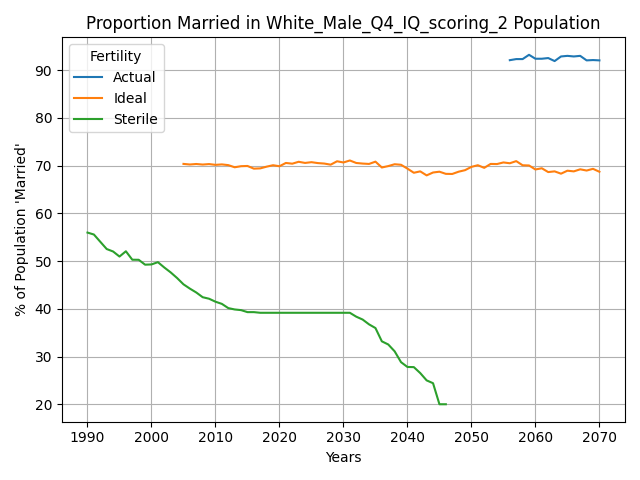 Proportion Married in White_Male_Q4_IQ_scoring_2 Population
Fertility
Actual
Ideal
Sterile
% of Population 'Married'
90
80
70
60
50
40
30
20
1990 2000 2010 2020 2030 2040 2050 2060 2070
Years